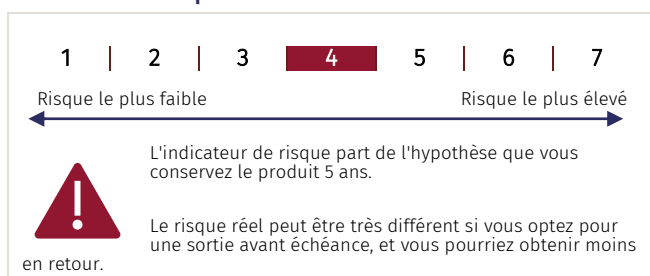 1 | 2 | 3 | 4 | 5 | 6 | 7
Risque le plus faible Risque le plus élevé
L'indicateur de risque part de l'hypothèse que vous
conservez le produit 5 ans.
Le risque réel peut être très différent si vous optez pour
une sortie avant échéance, et vous pourriez obtenir moins
en retour.